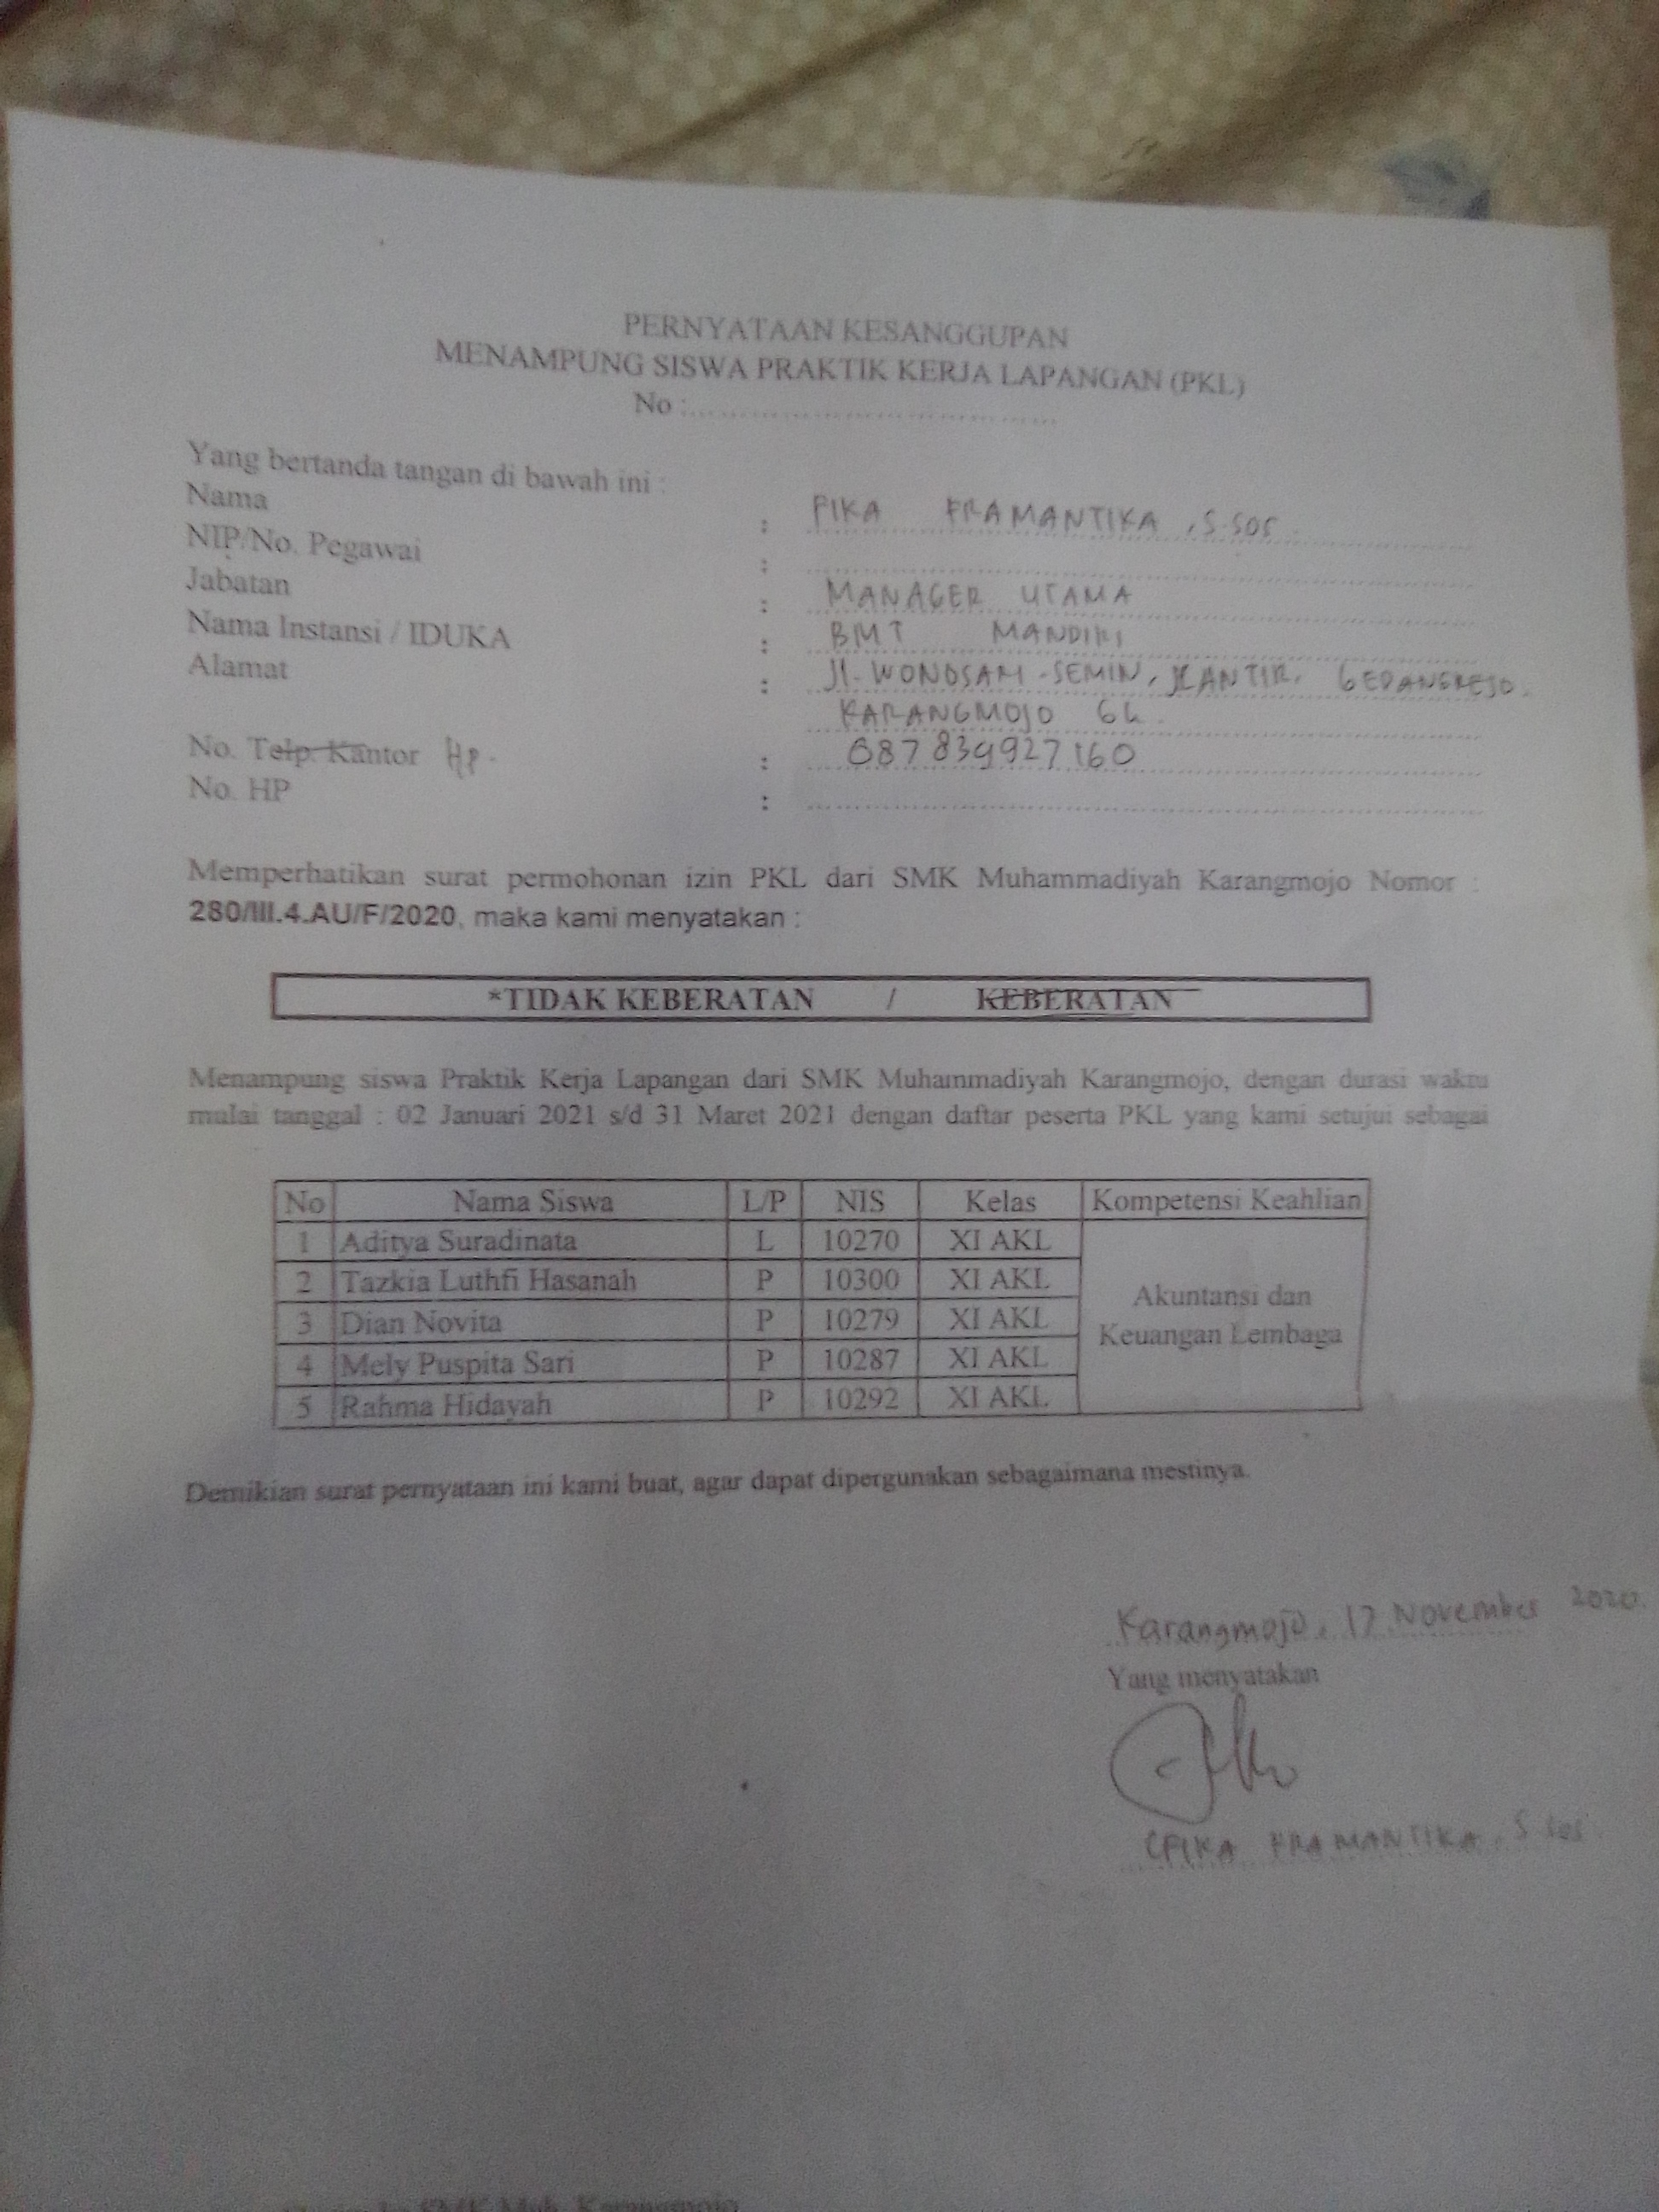 PERNYATAAN KESANGGUPAN
MENAMPUNG SISWA PRAKTIK KERJA LAPANGAN (PKL)
No :
Yang bertanda tangan di bawah ini :
Nama : FIKA FRAMANTIKA, S.SOS
NIP/No. Pegawai :
Jabatan : MANAGER UTAMA
Nama Instansi / IDUKA : BMT MANDIRI
Alamat : Jl. WONOSARI - SEMIN, GEDANGREJO.
KARANGMOJO GK.
No. Telp. Kantor HP. : 087 839927160
No. HP :
Memperhatikan surat permohonan izin PKL dari SMK Muhammadiyah Karangmojo Nomor :
280/III.4.AU/F/2020, maka kami menyatakan :
*TIDAK KEBERATAN / KEBERATAN
Menampung siswa Praktik Kerja Lapangan dari SMK Muhammadiyah Karangmojo, dengan durasi waktu
mulai tanggal : 02 Januari 2021 s/d 31 Maret 2021 dengan daftar peserta PKL yang kami setujui sebagai
No Nama Siswa L/P NIS Kelas Kompetensi Keahlian
1 Aditya Suradinata L 10270 XI AKL
2 Tazkia Luthfi Hasanah P 10300 XI AKL
3 Dian Novita P 10279 XI AKL
4 Mely Puspita Sari P 10287 XI AKL
5 Rahma Hidayah P 10292 XI AKL
Akuntansi dan
Keuangan Lembaga
Demikian surat pernyataan ini kami buat, agar dapat dipergunakan sebagaimana mestinya.
Karangmojo, 17 November 2020.
Yang menyatakan
FIKA FRAMANTIKA, S.Sos
SMK Muh. Karangmojo